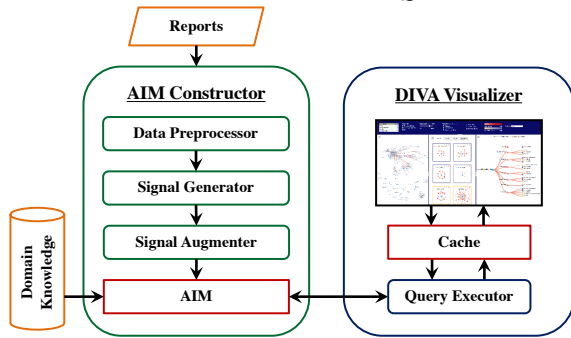 Reports
AIM Constructor
Data Preprocessor
Signal Generator
Signal Augmenter
AIM
Domain
Knowledge
DIVA Visualizer
Cache
Query Executor